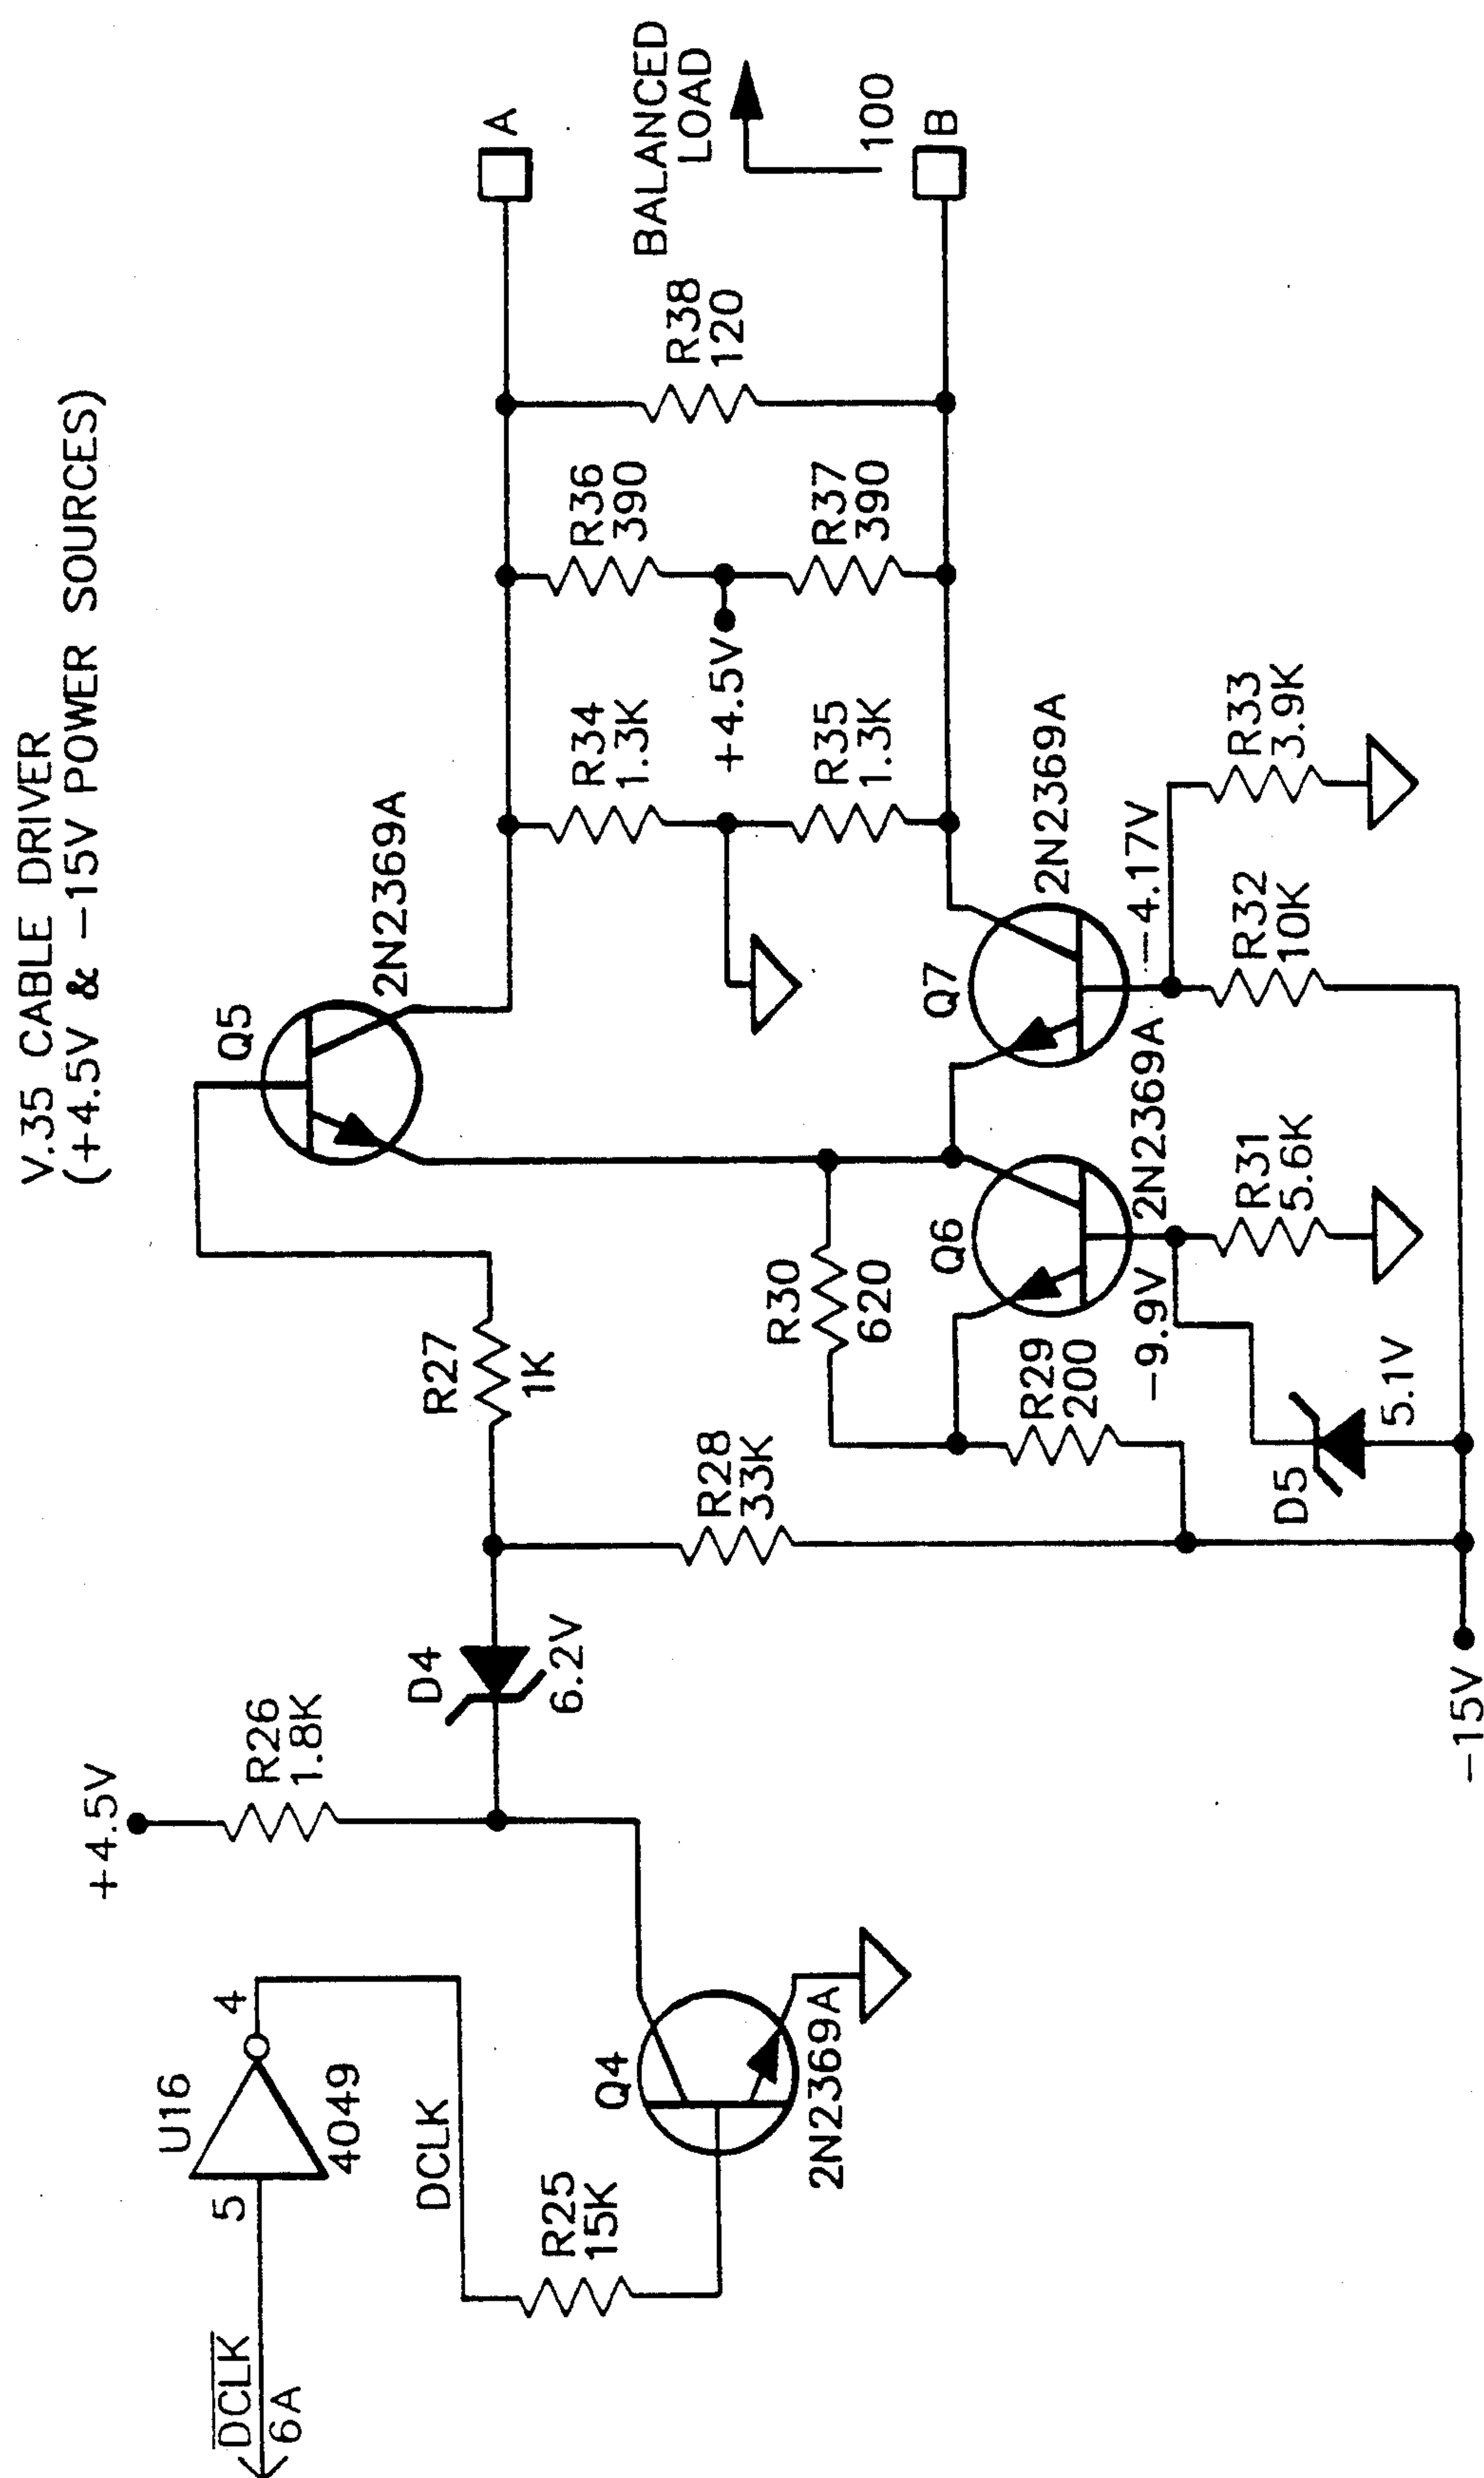 V.35 CABLE DRIVER
(+4.5V & −15V POWER SOURCES)
DCLK
6A
5
U16
4
4049
DCLK
R25
15K
Q4
2N2369A
+4.5V
R26
1.8K
D4
6.2V
R27
1K
R28
33K
−15V
D5
5.1V
R29
200
R30
620
−9.9V
Q6
2N2369A
R31
5.6K
Q5
2N2369A
Q7
2N2369A
−4.17V
R32
10K
R33
3.9K
R34
1.3K
R35
1.3K
+4.5V
R36
390
R37
390
R38
120
A
BALANCED
LOAD
100
B